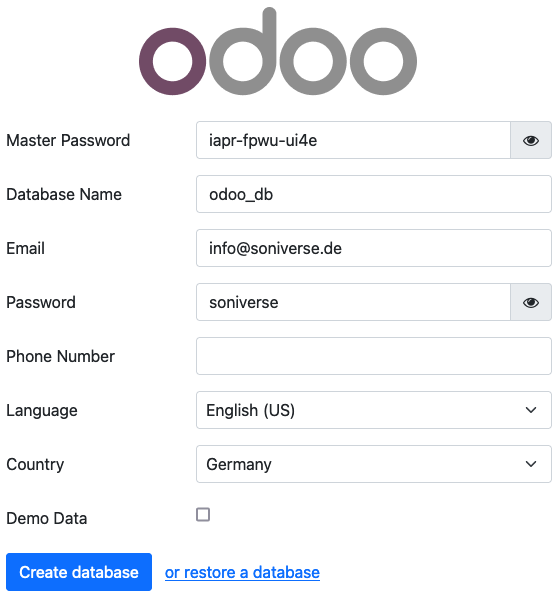 odoo
Master Password iapr-fpwu-ui4e
Database Name odoo_db
Email info@soniverse.de
Password soniverse
Phone Number
Language English (US)
Country Germany
Demo Data
Create database or restore a database